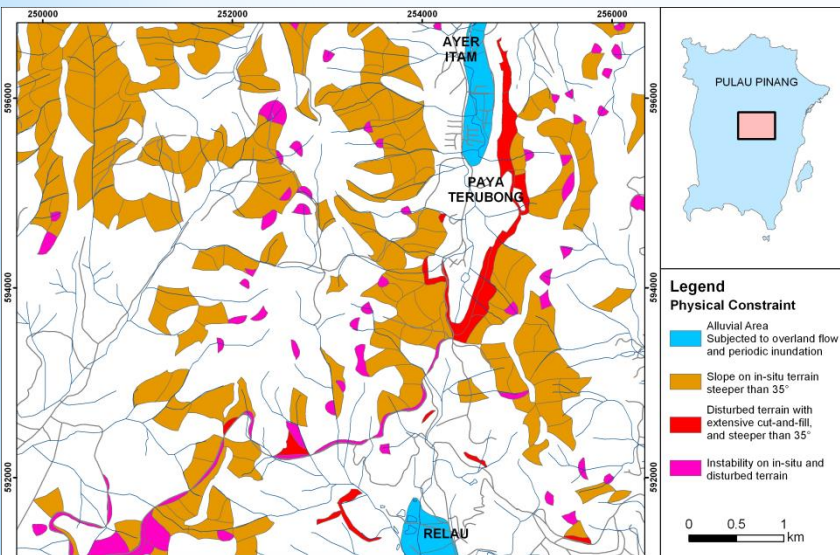 250000
252000
254000
256000
AYER
ITAM
596000
596000
PAYA
TERUBONG
594000
594000
592000
592000
RELAU
PULAU PINANG
Legend
Physical Constraint
Alluvial Area
Subjected to overland flow
and periodic inundation
Slope on in-situ terrain
steeper than 35°
Disturbed terrain with
extensive cut-and-fill,
and steeper than 35°
Instability on in-situ and
disturbed terrain
0 0.5 1
km